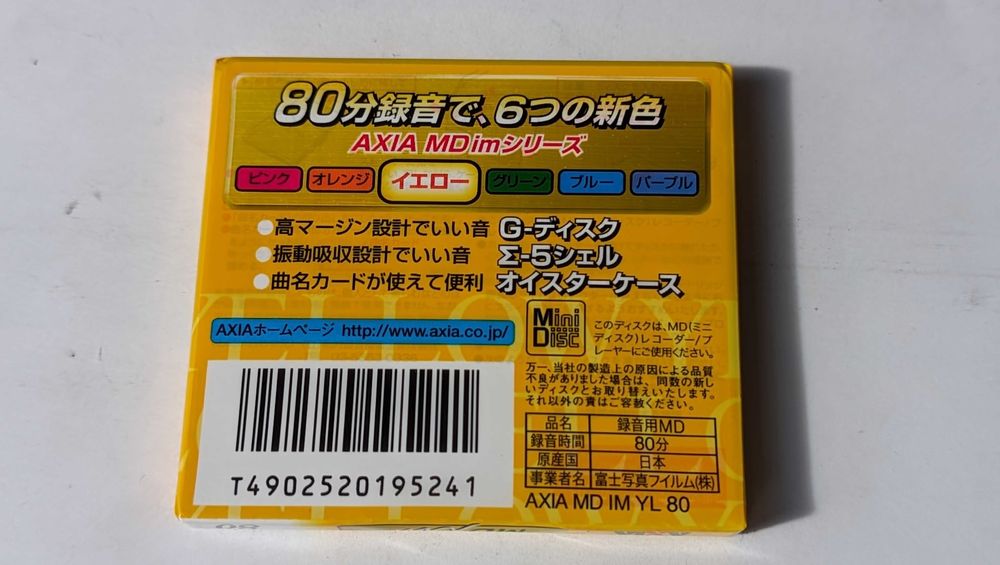 80分録音で、6つの新色
AXIA MD imシリーズ
ピンク オレンジ イエロー グリーン ブルー パープル
高マージン設計でいい音 G-ディスク
振動吸収設計でいい音 Σ-5シェル
曲名カードが使えて便利 オイスターケース
AXIAホームページ http://www.axia.co.jp/
Mini Disc
このディスクは、MD(ミニ
ディスク)レコーダー/プ
レーヤーにご使用ください。
万一、当社の製造上の原因による品質
不良がありました場合は、同数の新し
いディスクとお取り替えいたします。
それ以外の責はご容赦ください。
品名 録音用MD
録音時間 80分
原産国 日本
事業者名 富士写真フイルム(株)
AXIA MD IM YL 80
T4902520195241
80